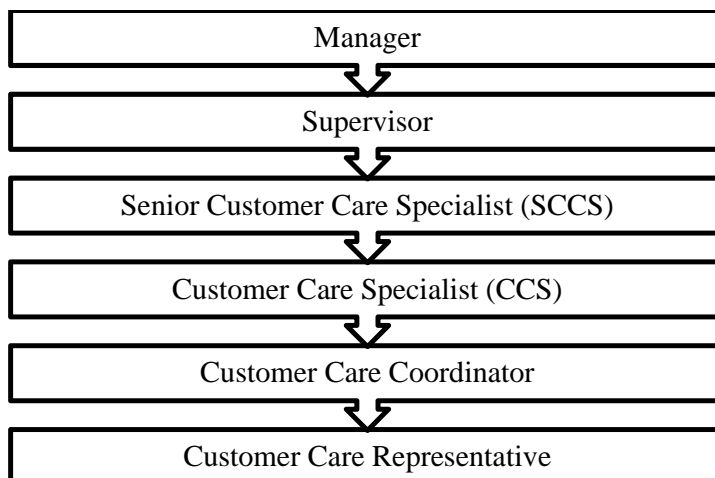 Manager
Supervisor
Senior Customer Care Specialist (SCCS)
Customer Care Specialist (CCS)
Customer Care Coordinator
Customer Care Representative